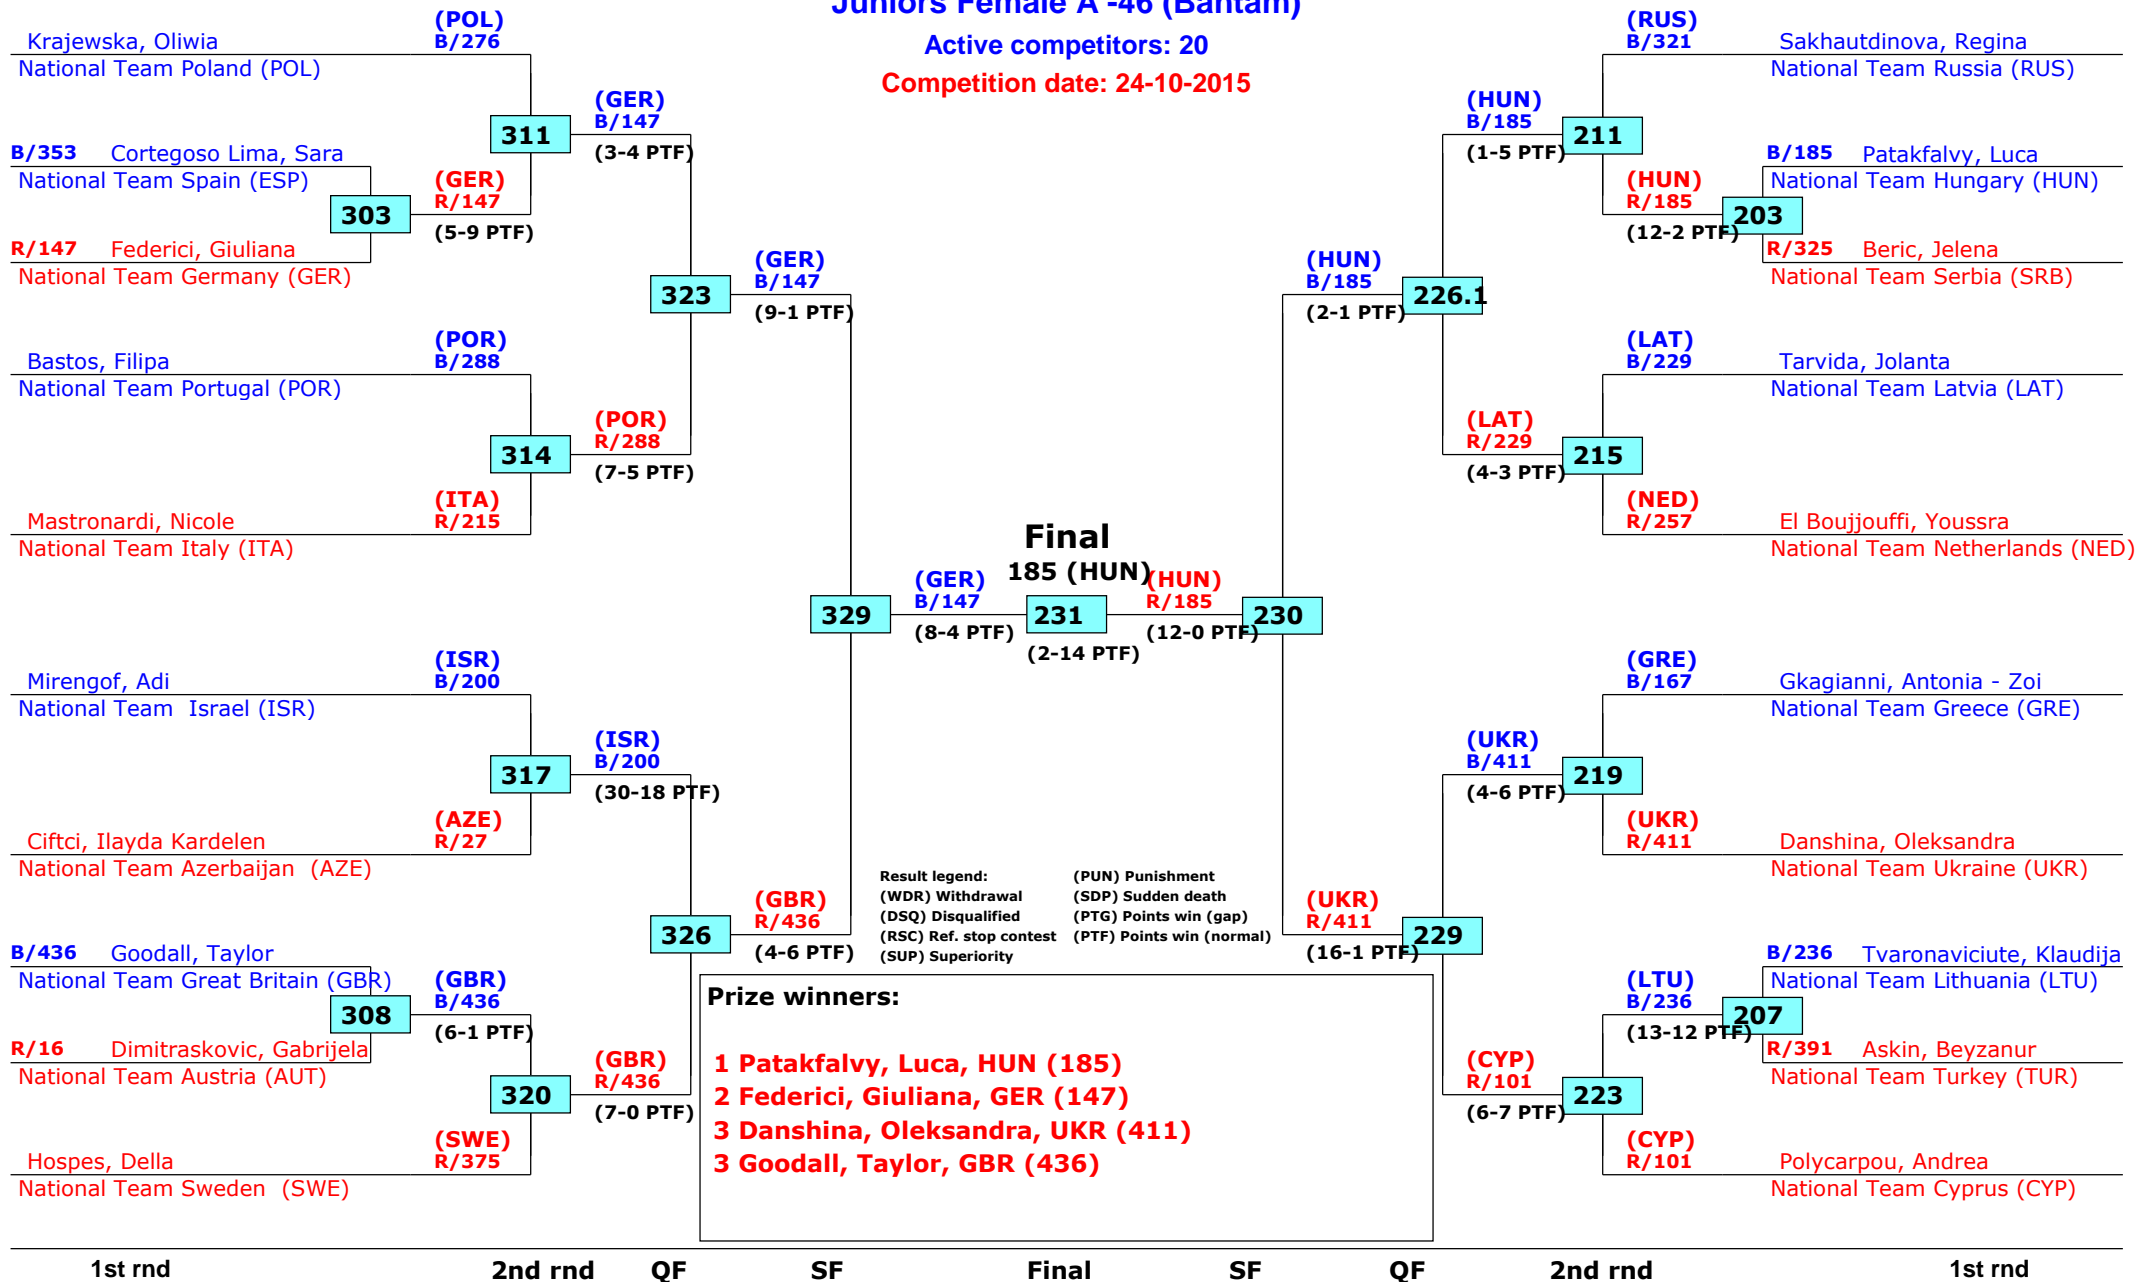 Juniors Female A -46 (Bantam)
Active competitors: 20
Competition date: 24-10-2015
(POL)
Krajewska, Oliwia B/276
National Team Poland (POL)
(GER)
B/147
311
(3-4 PTF)
B/353 Cortegoso Lima, Sara
National Team Spain (ESP)
(GER)
R/147
303
(5-9 PTF)
R/147 Federici, Giuliana
National Team Germany (GER)
(GER)
B/147
323
(9-1 PTF)
(POR)
Bastos, Filipa B/288
National Team Portugal (POR)
(POR)
R/288
314
(7-5 PTF)
(ITA)
Mastronardi, Nicole R/215
National Team Italy (ITA)
329
(GER)
B/147
(8-4 PTF)
(ISR)
Mirengof, Adi B/200
National Team Israel (ISR)
(ISR)
B/200
317
(30-18 PTF)
(AZE)
Ciftci, Ilayda Kardelen R/27
National Team Azerbaijan (AZE)
(GBR)
R/436
326
(4-6 PTF)
B/436 Goodall, Taylor
National Team Great Britain (GBR)
(GBR)
B/436
308
(6-1 PTF)
R/16 Dimitraskovic, Gabrijela
National Team Austria (AUT)
(GBR)
R/436
320
(7-0 PTF)
(SWE)
Hospes, Della R/375
National Team Sweden (SWE)
Final
185 (HUN)
231
(2-14 PTF)
(HUN)
R/185
230
(12-0 PTF)
(RUS)
B/321 Sakhautdinova, Regina
National Team Russia (RUS)
(HUN)
B/185
211
(1-5 PTF)
B/185 Patakfalvy, Luca
National Team Hungary (HUN)
(HUN)
R/185
203
(12-2 PTF)
R/325 Beric, Jelena
National Team Serbia (SRB)
(HUN)
B/185
226.1
(2-1 PTF)
(LAT)
B/229 Tarvida, Jolanta
National Team Latvia (LAT)
(LAT)
R/229
215
(4-3 PTF)
(NED)
R/257 El Boujjouffi, Youssra
National Team Netherlands (NED)
(GRE)
B/167 Gkagianni, Antonia - Zoi
National Team Greece (GRE)
(UKR)
B/411
219
(4-6 PTF)
(UKR)
R/411 Danshina, Oleksandra
National Team Ukraine (UKR)
(UKR)
R/411
229
(16-1 PTF)
B/236 Tvaronaviciute, Klaudija
National Team Lithuania (LTU)
(LTU)
B/236
207
(13-12 PTF)
R/391 Askin, Beyzanur
National Team Turkey (TUR)
(CYP)
R/101
223
(6-7 PTF)
(CYP)
R/101 Polycarpou, Andrea
National Team Cyprus (CYP)
Result legend: (PUN) Punishment
(WDR) Withdrawal (SDP) Sudden death
(DSQ) Disqualified (PTG) Points win (gap)
(RSC) Ref. stop contest (PTF) Points win (normal)
(SUP) Superiority
Prize winners:
1 Patakfalvy, Luca, HUN (185)
2 Federici, Giuliana, GER (147)
3 Danshina, Oleksandra, UKR (411)
3 Goodall, Taylor, GBR (436)
1st rnd 2nd rnd QF SF Final SF QF 2nd rnd 1st rnd